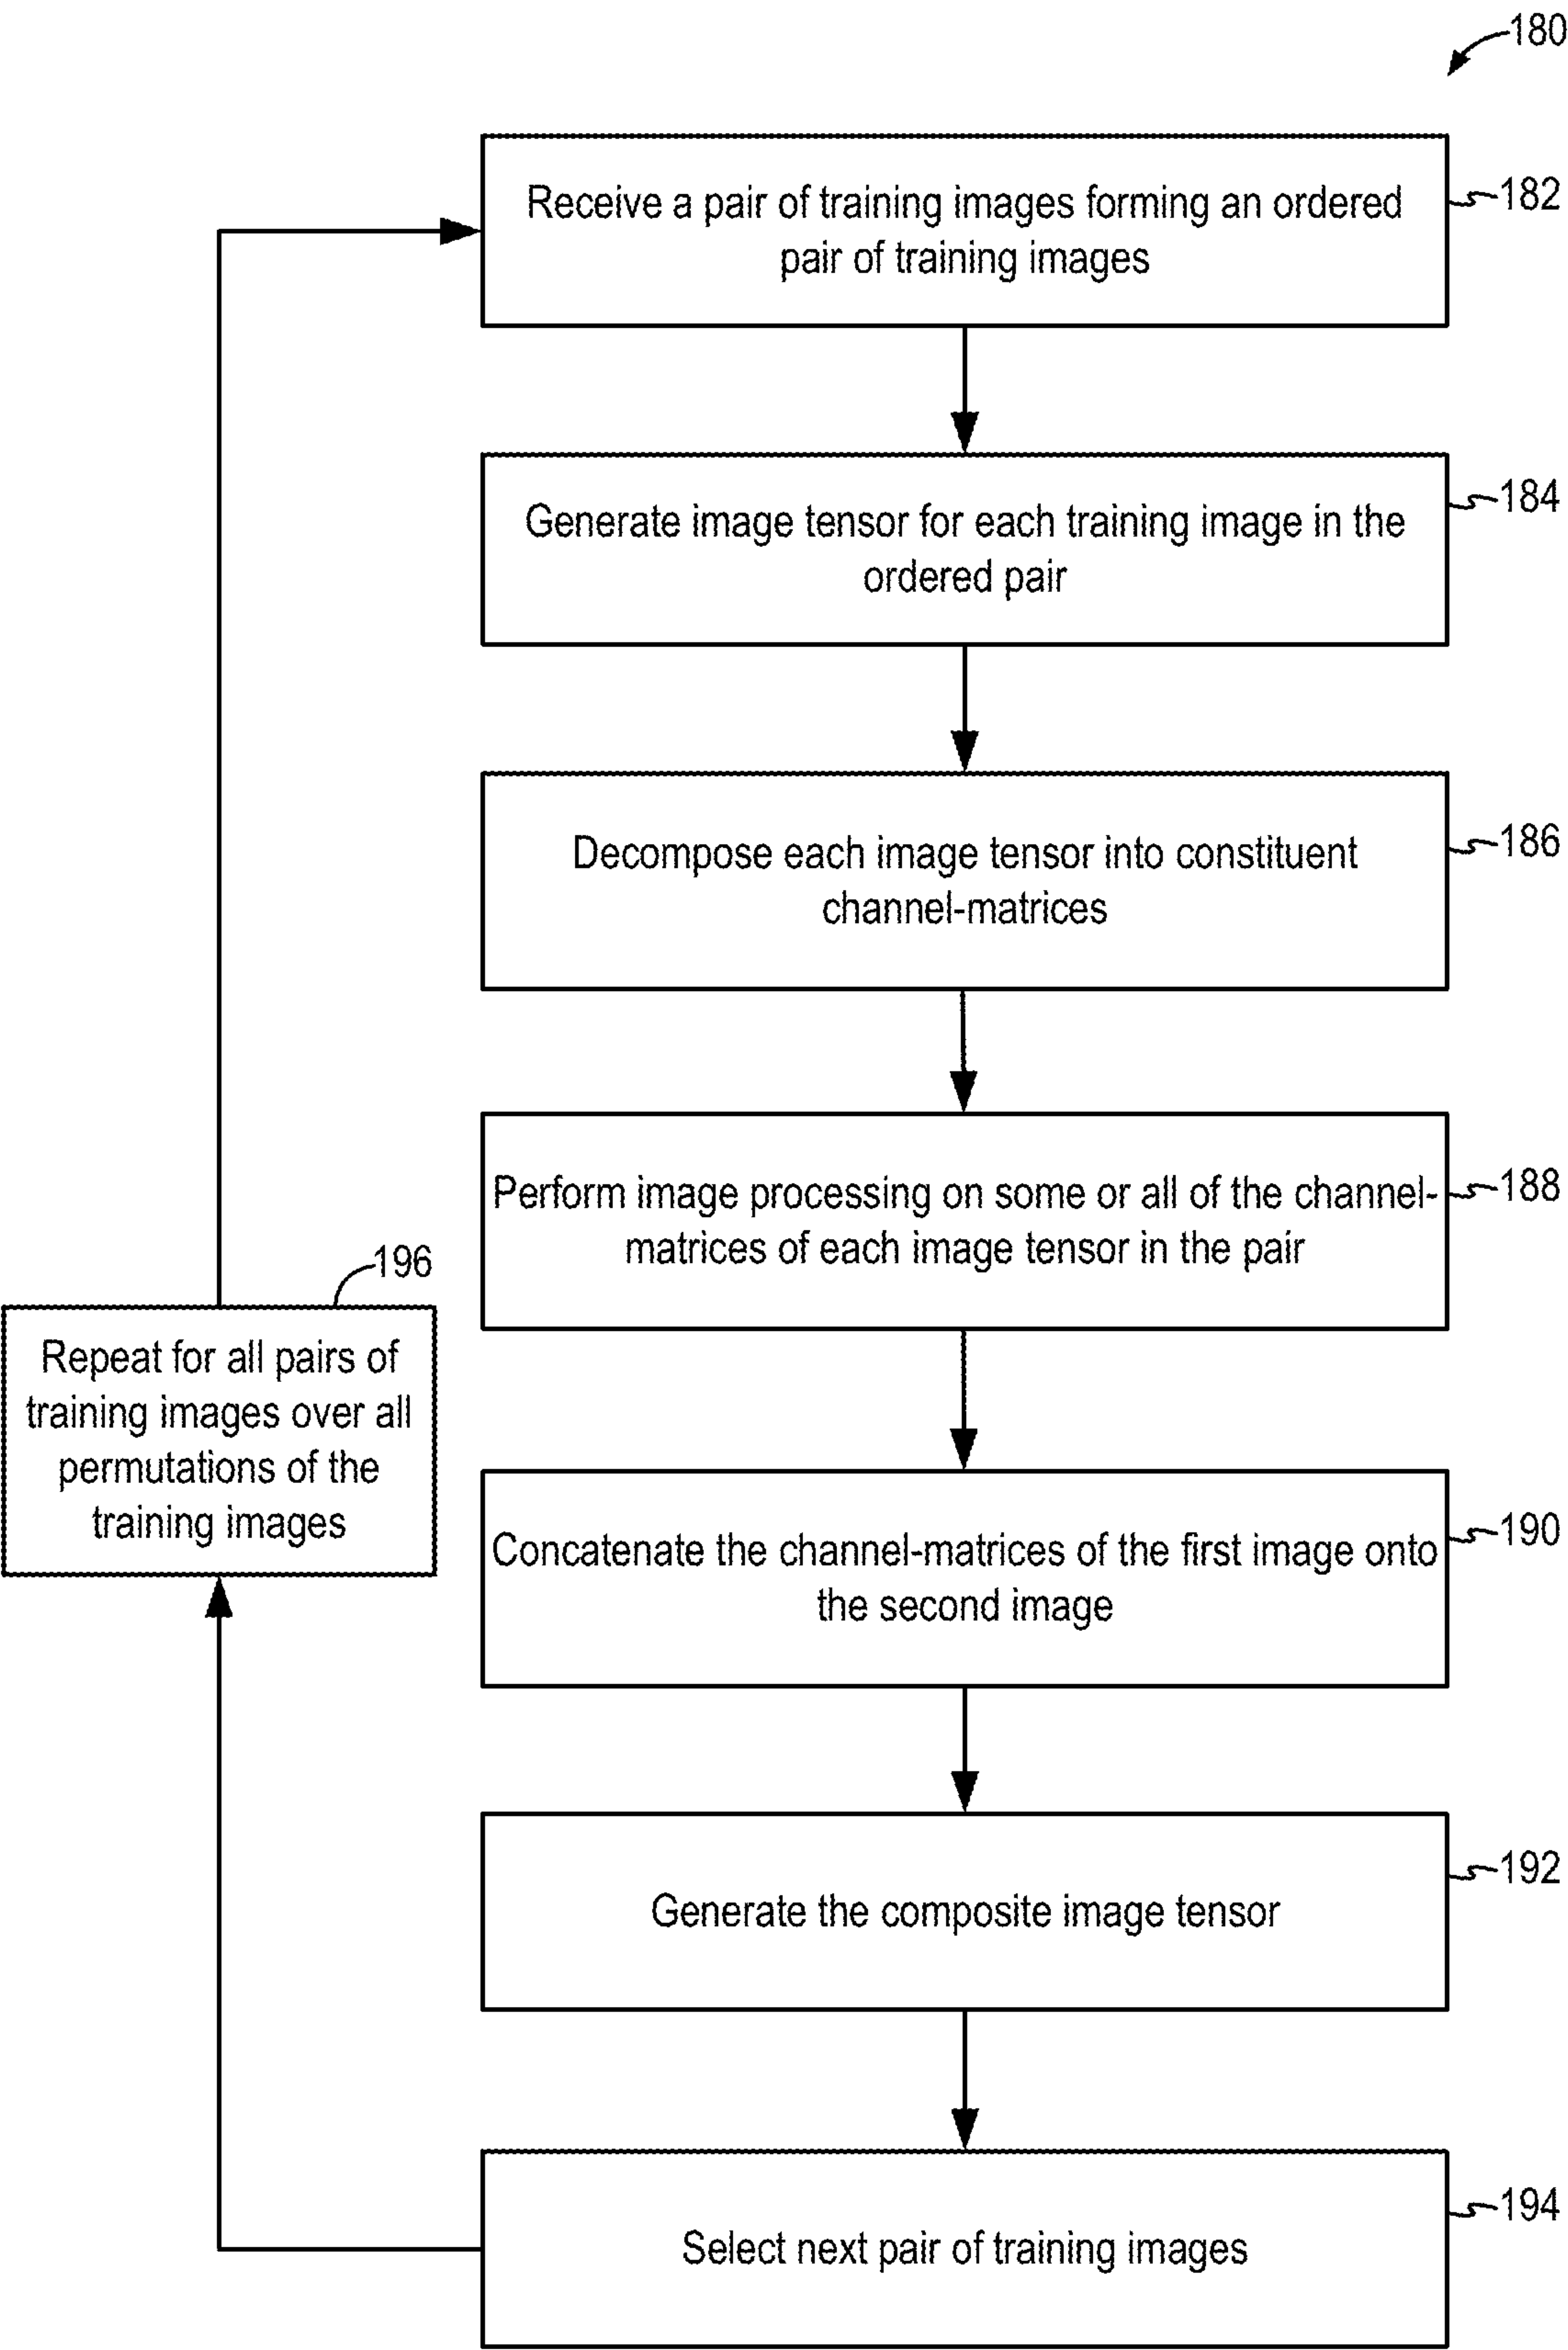 180
Receive a pair of training images forming an ordered
pair of training images
182
Generate image tensor for each training image in the
ordered pair
184
Decompose each image tensor into constituent
channel-matrices
186
Perform image processing on some or all of the channel-
matrices of each image tensor in the pair
188
196
Repeat for all pairs of
training images over all
permutations of the
training images
Concatenate the channel-matrices of the first image onto
the second image
190
Generate the composite image tensor
192
Select next pair of training images
194